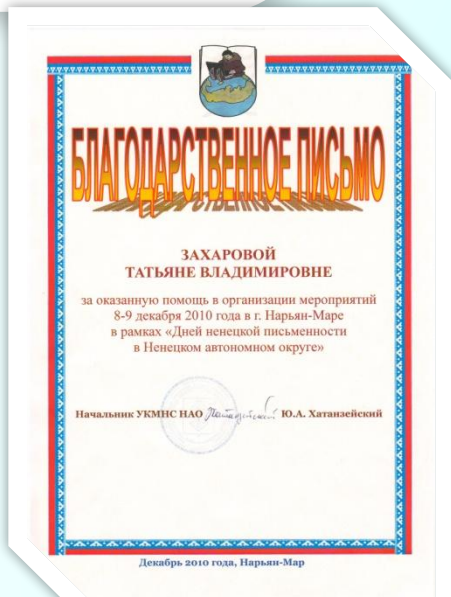 БЛАГОДАРСТВЕННОЕ ПИСЬМО
ЗАХАРОВОЙ
ТАТЬЯНЕ ВЛАДИМИРОВНЕ
за оказанную помощь в организации мероприятий
8-9 декабря 2010 года в г. Нарьян-Маре
в рамках «Дней ненецкой письменности
в Ненецком автономном округе»
Начальник УКМНС НАО Ю.А. Хатанзейский
Декабрь 2010 года, Нарьян-Мар